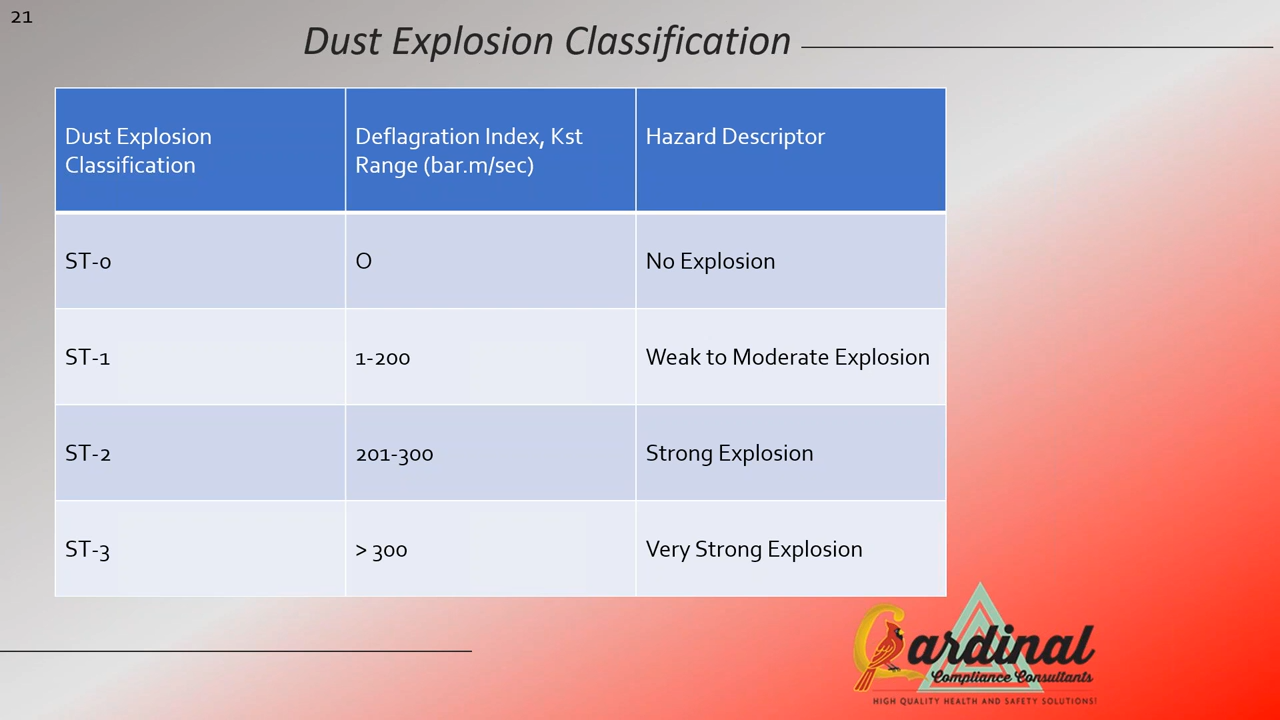 21
Dust Explosion Classification
Dust Explosion Classification
Deflagration Index, Kst Range (bar.m/sec)
Hazard Descriptor
ST-0
O
No Explosion
ST-1
1-200
Weak to Moderate Explosion
ST-2
201-300
Strong Explosion
ST-3
> 300
Very Strong Explosion
Cardinal
Compliance Consultants
HIGH QUALITY HEALTH AND SAFETY SOLUTIONS!